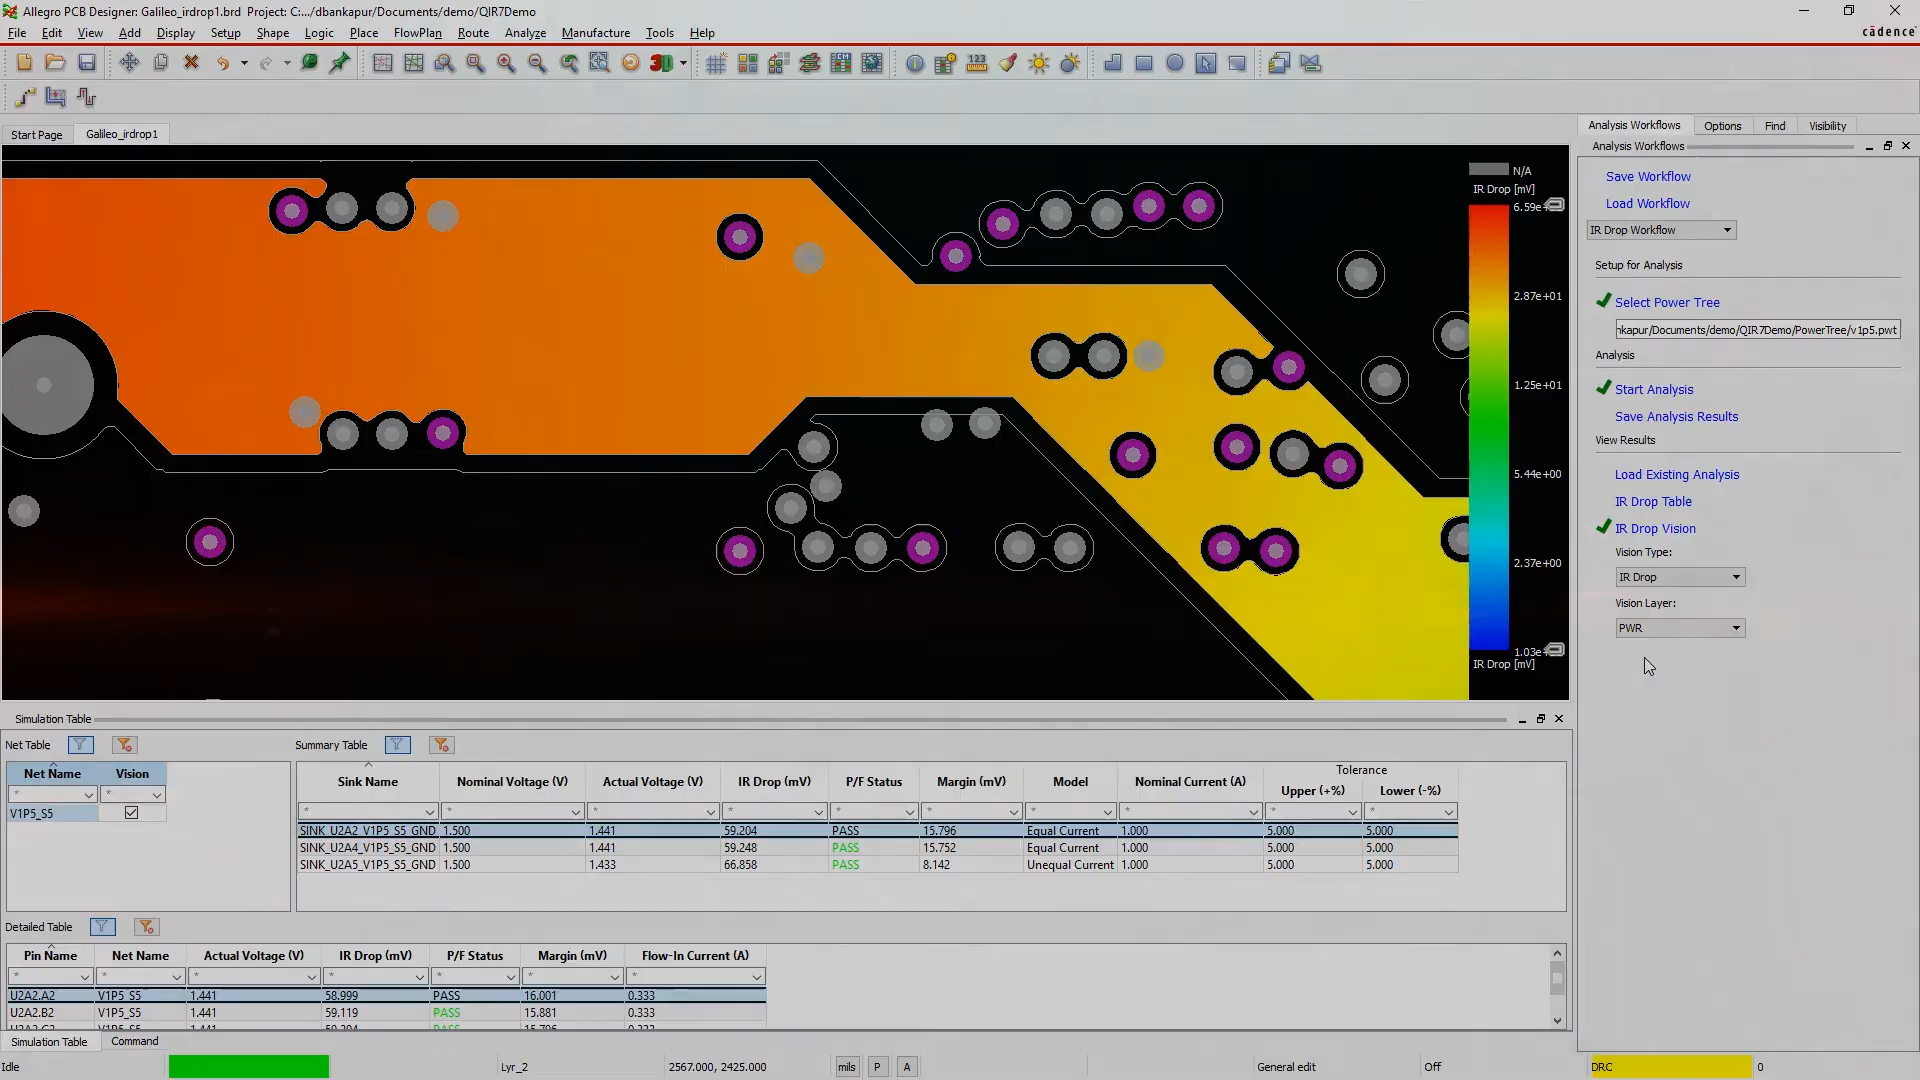 Allegro PCB Designer: Galileo_irdrop1.brd Project: C:.../dbankapur/Documents/demo/QIR7Demo
File Edit View Add Display Setup Shape Logic Place FlowPlan Route Analyze Manufacture Tools Help
cādence
Start Page Galileo_irdrop1
N/A
IR Drop [mV]
6.59e+
2.87e+01
1.25e+01
5.44e+00
2.37e+00
1.03e+
IR Drop [mV]
Analysis Workflows Options Find Visibility
Analysis Workflows
Save Workflow
Load Workflow
IR Drop Workflow
Setup for Analysis
Select Power Tree
nkapur/Documents/demo/QIR7Demo/PowerTree/v1p5.pwt
Analysis
Start Analysis
Save Analysis Results
View Results
Load Existing Analysis
IR Drop Table
IR Drop Vision
Vision Type:
IR Drop
Vision Layer:
PWR
Simulation Table
Net Table
Net Name Vision
* *
V1P5_S5
Summary Table
Tolerance
Sink Name Nominal Voltage (V) Actual Voltage (V) IR Drop (mV) P/F Status Margin (mV) Model Nominal Current (A) Upper (+%) Lower (-%)
* * * * * * * * * *
SINK_U2A2_V1P5_S5_GND 1.500 1.441 59.204 PASS 15.796 Equal Current 1.000 5.000 5.000
SINK_U2A4_V1P5_S5_GND 1.500 1.441 59.248 PASS 15.752 Equal Current 1.000 5.000 5.000
SINK_U2A5_V1P5_S5_GND 1.500 1.433 66.858 PASS 8.142 Unequal Current 1.000 5.000 5.000
Detailed Table
Pin Name Net Name Actual Voltage (V) IR Drop (mV) P/F Status Margin (mV) Flow-In Current (A)
* * * * * * *
U2A2.A2 V1P5_S5 1.441 58.999 PASS 16.001 0.333
U2A2.B2 V1P5_S5 1.441 59.119 PASS 15.881 0.333
Simulation Table Command
Idle Lyr_2 2567.000, 2425.000 mils P A General edit Off DRC 0